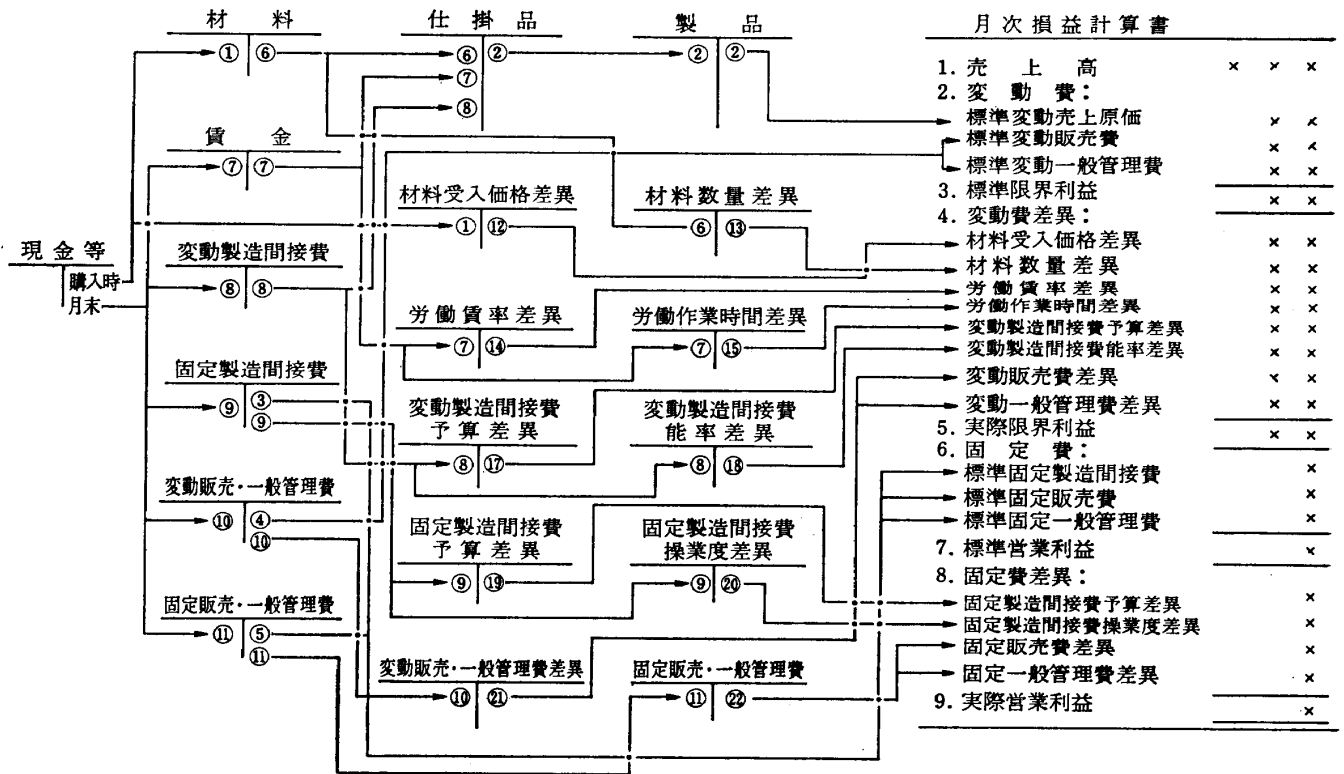 材料
① ⑥
仕掛品
⑥ ②
⑦
⑧
製品
② ②
賃金
⑦ ⑦
材料受入価格差異
① ⑫
材料数量差異
⑥ ⑬
現金等
購入時
月末
変動製造間接費
⑧ ⑧
労働賃率差異
⑦ ⑭
労働作業時間差異
⑦ ⑮
固定製造間接費
⑨ ③
⑨
変動製造間接費
予算差異
⑧ ⑰
変動製造間接費
能率差異
⑧ ⑱
変動販売・一般管理費
⑩ ④
⑩
固定製造間接費
予算差異
⑨ ⑲
固定製造間接費
操業度差異
⑨ ⑳
固定販売・一般管理費
⑪ ⑤
⑪
変動販売・一般管理費差異
⑩ ㉑
固定販売・一般管理費
⑪ ㉒
月次損益計算書
1. 売上高 × × ×
2. 変動費：
標準変動売上原価 × ×
標準変動販売費 × ×
標準変動一般管理費 × ×
3. 標準限界利益 × ×
4. 変動費差異：
材料受入価格差異 × ×
材料数量差異 × ×
労働賃率差異 × ×
労働作業時間差異 × ×
変動製造間接費予算差異 × ×
変動製造間接費能率差異 × ×
変動販売費差異 × ×
変動一般管理費差異 × ×
5. 実際限界利益 × ×
6. 固定費：
標準固定製造間接費 ×
標準固定販売費 ×
標準固定一般管理費 ×
7. 標準営業利益 ×
8. 固定費差異：
固定製造間接費予算差異 ×
固定製造間接費操業度差異 ×
固定販売費差異 ×
固定一般管理費差異 ×
9. 実際営業利益 ×